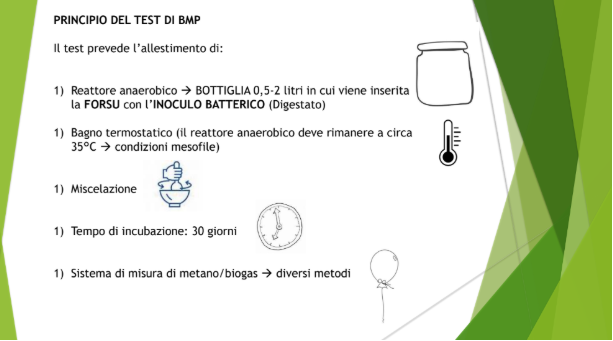 PRINCIPIO DEL TEST DI BMP
Il test prevede l’allestimento di:
1) Reattore anaerobico → BOTTIGLIA 0,5-2 litri in cui viene inserita
la FORSU con l’INOCULO BATTERICO (Digestato)
1) Bagno termostatico (il reattore anaerobico deve rimanere a circa
35°C → condizioni mesofile)
1) Miscelazione
1) Tempo di incubazione: 30 giorni
1) Sistema di misura di metano/biogas → diversi metodi